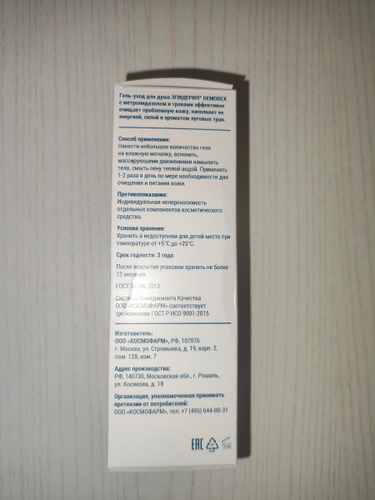 Гель-уход для душа ЭПИДЕРИЛ® DEMODEX
с метронидазолом и травами эффективно
очищает проблемную кожу, наполняет ее
энергией, силой и ароматом луговых трав.
Способ применения:
Нанести небольшое количество геля
на влажную мочалку, вспенить,
массирующими движениями намылить
тела, смыть пену теплой водой. Применять
1-2 раза в день по мере необходимости для
очищения и питания кожи.
Противопоказания:
Индивидуальная непереносимость
отдельных компонентов косметического
средства.
Условия хранения:
Хранить в недоступном для детей месте при
температуре от +5°С до +25°С.
Срок годности: 3 года
После вскрытия упаковки хранить не более
12 месяцев.
ГОСТ
Система Менеджмента Качества
ООО «КОСМОФАРМ» соответствует
требованиям ГОСТ Р ИСО 9001-2015
Изготовитель:
ООО «КОСМОФАРМ», РФ, 107076
г. Москва, ул. Стромынка, д. 19, корп. 2,
пом. 128, ком. 7
Адрес производства:
РФ, 140730, Московская обл., г. Рошаль,
ул. Косякова, д. 18
Организация, уполномоченная принимать
претензии от потребителей:
ООО «КОСМОФАРМ», тел. +7 (495) 644-00-31
ЕАС